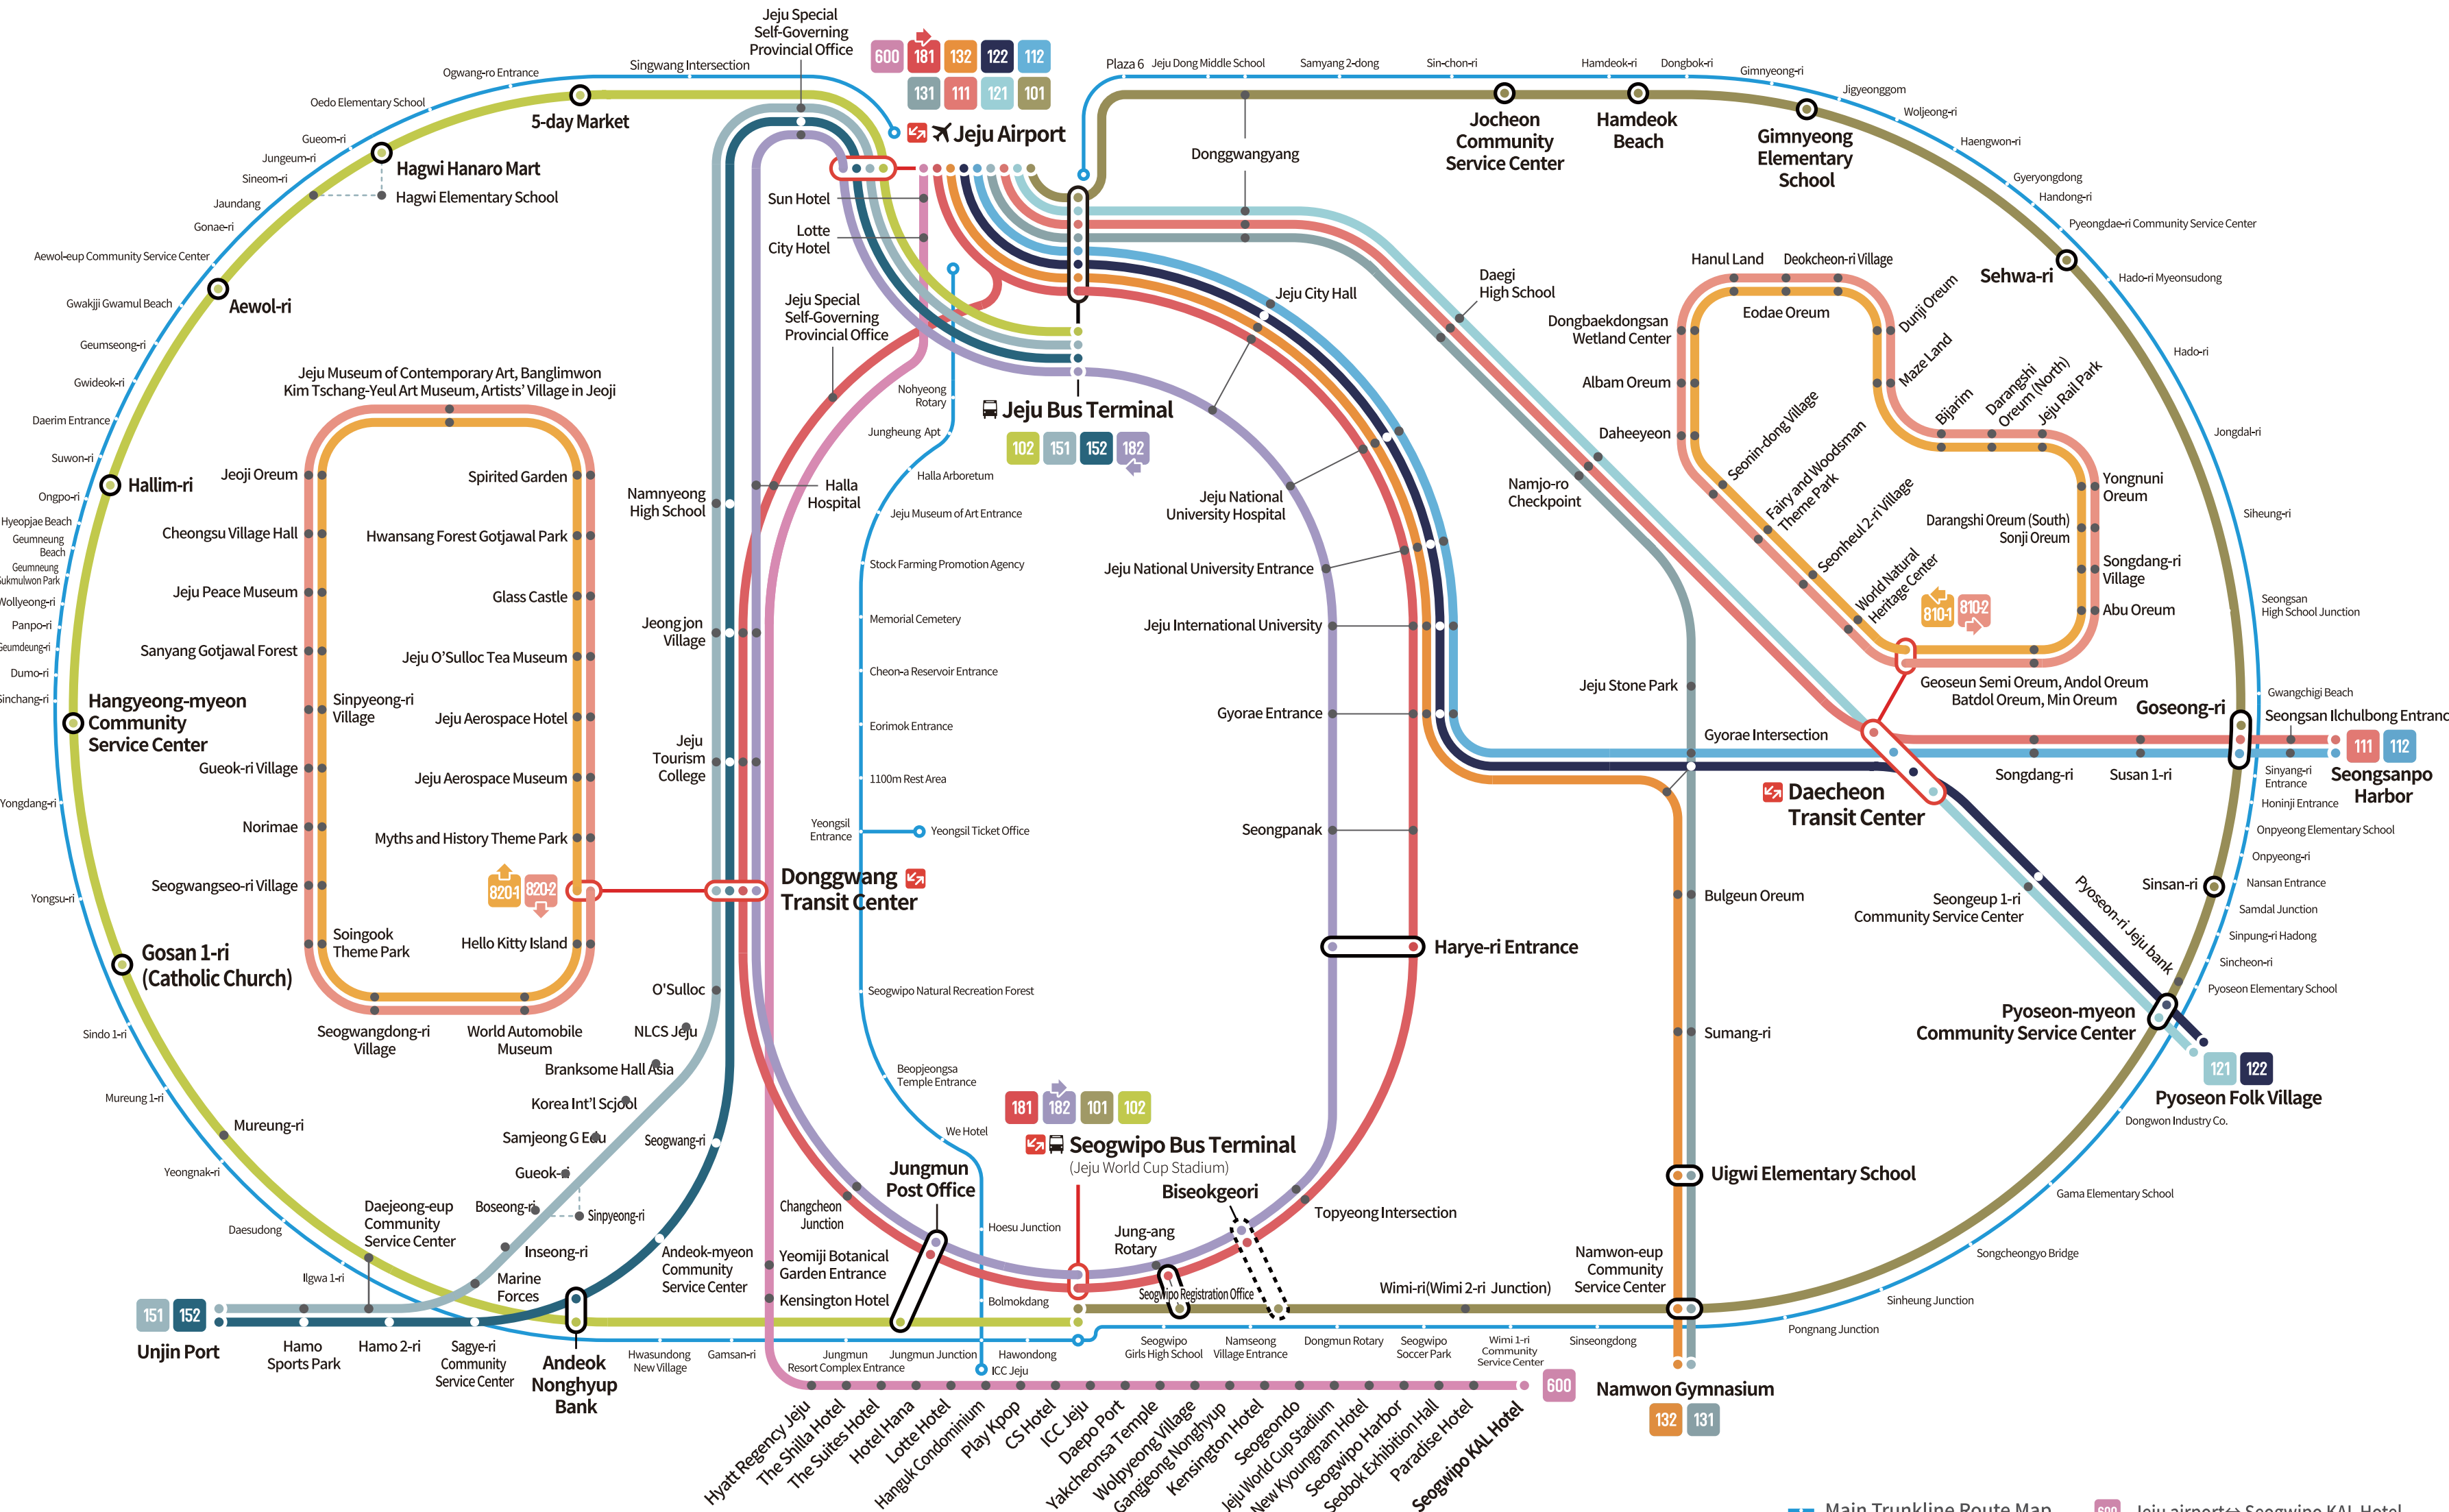 Jeju Special
Self-Governing
Provincial Office
600
181
132
122
112
131
111
121
101
Jeju Airport
Ogwang-ro Entrance
Singwang Intersection
Oedo Elementary School
5-day Market
Gueom-ri
Jungeum-ri
Sineom-ri
Jaundang
Gonae-ri
Hagwi Hanaro Mart
Hagwi Elementary School
Aewol-eup Community Service Center
Gwakjji Gwamul Beach
Aewol-ri
Geumseong-ri
Gwideok-ri
Daerim Entrance
Suwon-ri
Hallim-ri
Ongpo-ri
Hyeopjae Beach
Geumneung
Beach
Geumneung
Sukmulwon Park
Wollyeong-ri
Panpo-ri
Geumdeung-ri
Dumo-ri
Sinchang-ri
Hangyeong-myeon
Community
Service Center
Yongdang-ri
Yongsu-ri
Gosan 1-ri
(Catholic Church)
Sindo 1-ri
Mureung 1-ri
Mureung-ri
Yeongnak-ri
Daesudong
Ilgwa 1-ri
Daejeong-eup
Community
Service Center
151
152
Unjin Port
Hamo
Sports Park
Hamo 2-ri
Sagye-ri
Community
Service Center
Marine
Forces
Inseong-ri
Boseong-ri
Sinpyeong-ri
Andeok
Nonghyup
Bank
Andeok-myeon
Community
Service Center
Seogwang-ri
Jeju Museum of Contemporary Art, Banglimwon
Kim Tschang-Yeul Art Museum, Artists' Village in Jeoji
Jeoji Oreum
Cheongsu Village Hall
Jeju Peace Museum
Sanyang Gotjawal Forest
Sinpyeong-ri
Village
Gueok-ri Village
Norimae
Seogwangseo-ri Village
Soingook
Theme Park
Seogwangdong-ri
Village
World Automobile
Museum
Spirited Garden
Hwansang Forest Gotjawal Park
Glass Castle
Jeju O'Sulloc Tea Museum
Jeju Aerospace Hotel
Jeju Aerospace Museum
Myths and History Theme Park
820-1
820-2
Hello Kitty Island
Sun Hotel
Lotte
City Hotel
Jeju Special
Self-Governing
Provincial Office
Namnyeong
High School
Halla
Hospital
Jeongjon
Village
Jeju
Tourism
College
Donggwang
Transit Center
O'Sulloc
NLCS Jeju
Branksome Hall Asia
Korea Int'l Scjool
Samjeong G Edu
Gueok-ri
Nohyeong
Rotary
Jungheung Apt
Halla Arboretum
Jeju Museum of Art Entrance
Stock Farming Promotion Agency
Memorial Cemetery
Cheon-a Reservoir Entrance
Eorimok Entrance
1100m Rest Area
Yeongsil
Entrance
Yeongsil Ticket Office
Seogwipo Natural Recreation Forest
Beopjeongsa
Temple Entrance
We Hotel
Hoesu Junction
Bolmokdang
ICC Jeju
Jeju Bus Terminal
102
151
152
182
Plaza 6
Jeju Dong Middle School
Samyang 2-dong
Sin-chon-ri
Hamdeok-ri
Dongbok-ri
Gimnyeong-ri
Jigyeonggom
Woljeong-ri
Haengwon-ri
Gyeryongdong
Handong-ri
Pyeongdae-ri Community Service Center
Hado-ri Myeonsudong
Hado-ri
Jongdal-ri
Siheung-ri
Seongsan
High School Junction
Gwangchigi Beach
Donggwangyang
Jocheon
Community
Service Center
Hamdeok
Beach
Gimnyeong
Elementary
School
Sehwa-ri
Daegi
High School
Namjo-ro
Checkpoint
Jeju City Hall
Jeju National
University Hospital
Jeju National University Entrance
Jeju International University
Gyorae Entrance
Seongpanak
Harye-ri Entrance
Hanul Land
Deokcheon-ri Village
Eodae Oreum
Dongbaekdongsan
Wetland Center
Albam Oreum
Daheeyeon
Dunji Oreum
Maze Land
Bijarim
Darangshi
Oreum (North)
Jeju Rail Park
Seonin-dong Village
Fairy and Woodsman
Theme Park
Seonheul 2-ri Village
World Natural
Heritage Center
Yongnuni
Oreum
Darangshi Oreum (South)
Sonji Oreum
Songdang-ri
Village
Abu Oreum
810-1
810-2
Geoseun Semi Oreum, Andol Oreum
Batdol Oreum, Min Oreum
Jeju Stone Park
Gyorae Intersection
Daecheon
Transit Center
Songdang-ri
Susan 1-ri
Goseong-ri
Seongsan Ilchulbong Entranc
111
112
Seongsanpo
Harbor
Sinyang-ri
Entrance
Honinji Entrance
Onpyeong Elementary School
Onpyeong-ri
Sinsan-ri
Nansan Entrance
Samdal Junction
Sinpung-ri Hadong
Sincheon-ri
Pyoseon Elementary School
Seongeup 1-ri
Community Service Center
Pyoseon-ri Jeju bank
Pyoseon-myeon
Community Service Center
121
122
Pyoseon Folk Village
Dongwon Industry Co.
Gama Elementary School
Songcheongyo Bridge
Sinheung Junction
Pongnang Junction
Bulgeun Oreum
Sumang-ri
Uigwi Elementary School
Namwon-eup
Community
Service Center
Namwon Gymnasium
132
131
181
182
101
102
Seogwipo Bus Terminal
(Jeju World Cup Stadium)
Jungmun
Post Office
Biseokgeori
Changcheon
Junction
Jung-ang
Rotary
Topyeong Intersection
Seogwipo Registration Office
Wimi-ri(Wimi 2-ri Junction)
Yeomiji Botanical
Garden Entrance
Kensington Hotel
Hwasundong
New Village
Gamsan-ri
Jungmun
Resort Complex Entrance
Jungmun Junction
Hawondong
Seogwipo
Girls High School
Namseong
Village Entrance
Dongmun Rotary
Seogwipo
Soccer Park
Wimi 1-ri
Community
Service Center
Sinseongdong
600
Hyatt Regency Jeju
The Shilla Hotel
The Suites Hotel
Hotel Hana
Lotte Hotel
Hanguk Condominium
Play Kpop
CS Hotel
ICC Jeju
Daepo Port
Yakcheonsa Temple
Wolpyeong Village
Gangjeong Nonghyup
Kensington Hotel
Seogeondo
Jeju World Cup Stadium
New Kyoungnam Hotel
Seogwipo Harbor
Seobok Exhibition Hall
Paradise Hotel
Seogwipo KAL Hotel
Main Trunkline Route Map
600
Jeju airport↔Seogwipo KAL Hotel